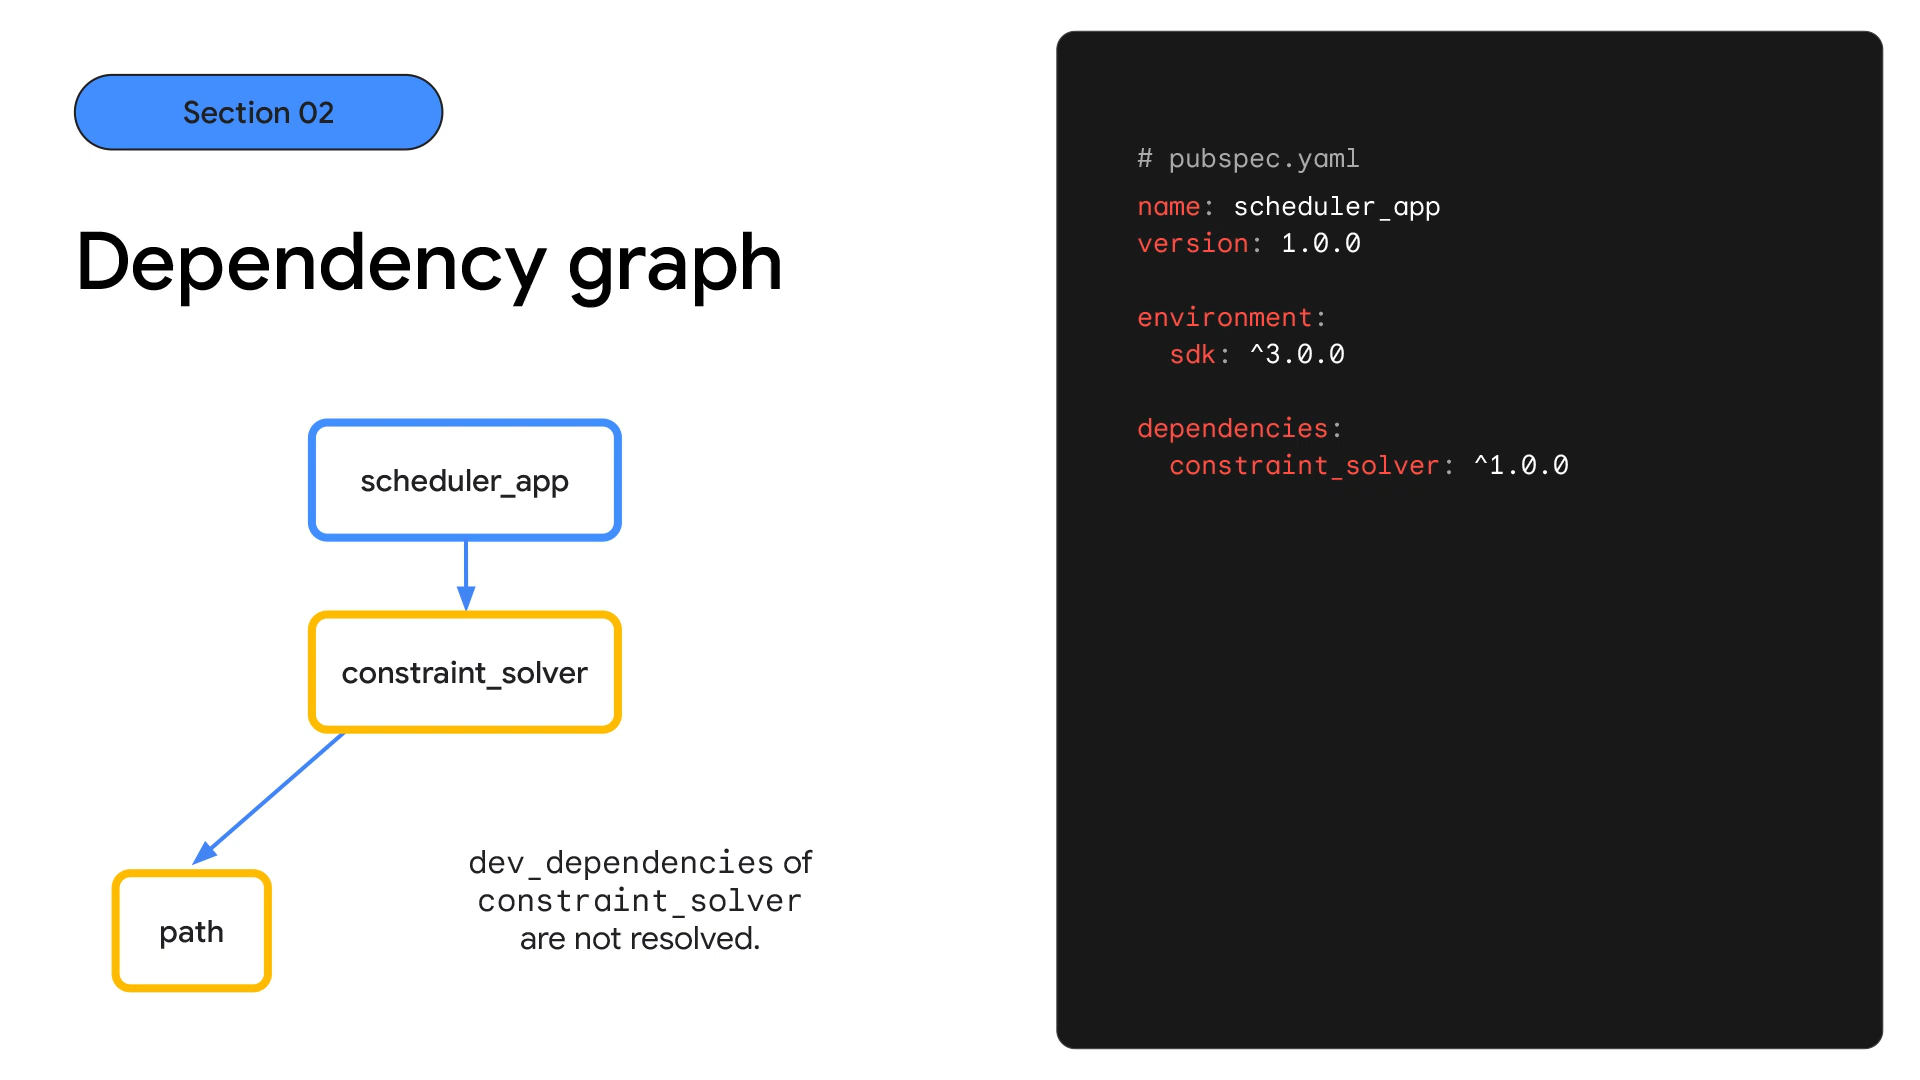 Section 02
Dependency graph
scheduler_app
constraint_solver
path
dev_dependencies of
constraint_solver
are not resolved.
# pubspec.yaml
name: scheduler_app
version: 1.0.0
environment:
  sdk: ^3.0.0
dependencies:
  constraint_solver: ^1.0.0